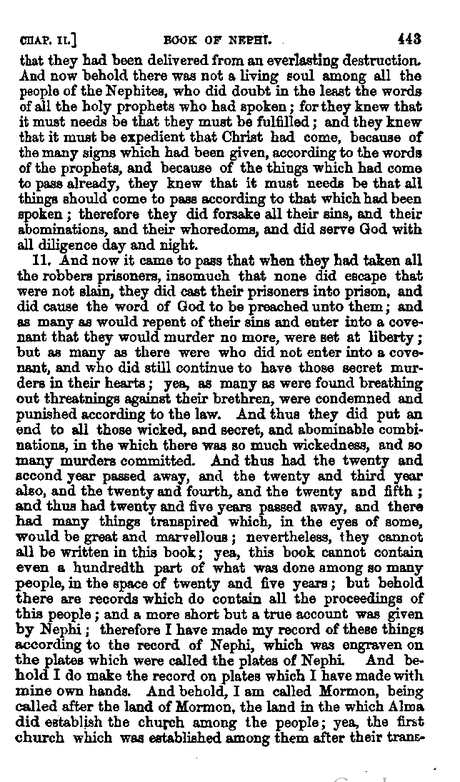 CHAP. II.] BOOK OF NEPHI. 443
that they had been delivered from an everlasting destruction.
And now behold there was not a living soul among all the
people of the Nephites, who did doubt in the least the words
of all the holy prophets who had spoken; for they knew that
it must needs be that they must be fulfilled; and they knew
that it must be expedient that Christ had come, because of
the many signs which had been given, according to the words
of the prophets, and because of the things which had come
to pass already, they knew that it must needs be that all
things should come to pass according to that which had been
spoken; therefore they did forsake all their sins, and their
abominations, and their whoredoms, and did serve God with
all diligence day and night.
11. And now it came to pass that when they had taken all
the robbers prisoners, insomuch that none did escape that
were not slain, they did cast their prisoners into prison, and
did cause the word of God to be preached unto them; and
as many as would repent of their sins and enter into a cove-
nant that they would murder no more, were set at liberty;
but as many as there were who did not enter into a cove-
nant, and who did still continue to have those secret mur-
ders in their hearts; yea, as many as were found breathing
out threatnings against their brethren, were condemned and
punished according to the law. And thus they did put an
end to all those wicked, and secret, and abominable combi-
nations, in the which there was so much wickedness, and so
many murders committed. And thus had the twenty and
second year passed away, and the twenty and third year
also, and the twenty and fourth, and the twenty and fifth;
and thus had twenty and five years passed away, and there
had many things transpired which, in the eyes of some,
would be great and marvellous; nevertheless, they cannot
all be written in this book; yea, this book cannot contain
even a hundredth part of what was done among so many
people, in the space of twenty and five years; but behold
there are records which do contain all the proceedings of
this people; and a more short but a true account was given
by Nephi; therefore I have made my record of these things
according to the record of Nephi, which was engraven on
the plates which were called the plates of Nephi. And be-
hold I do make the record on plates which I have made with
mine own hands. And behold, I am called Mormon, being
called after the land of Mormon, the land in the which Alma
did establish the church among the people; yea, the first
church which was established among them after their trans-